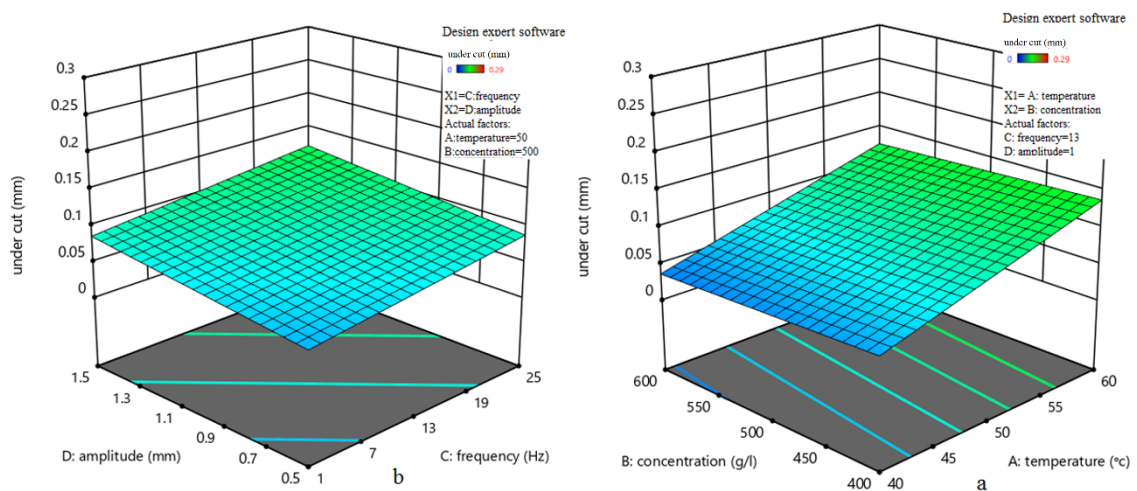 Design expert software
under cut (mm)
0 0.29
X1=C:frequency
X2=D:amplitude
Actual factors:
A:temperature=50
B:concentration=500
under cut (mm)
0.3
0.25
0.2
0.15
0.1
0.05
0
1.5
1.3
1.1
0.9
0.7
0.5
1
7
13
19
25
D: amplitude (mm)
b
C: frequency (Hz)
Design expert software
under cut (mm)
0 0.29
X1= A: temperature
X2= B: concentration
Actual factors:
C: frequency=13
D: amplitude=1
under cut (mm)
0.3
0.25
0.2
0.15
0.1
0.05
0
600
550
500
450
400
40
45
50
55
60
B: concentration (g/l)
a
A: temperature (°c)